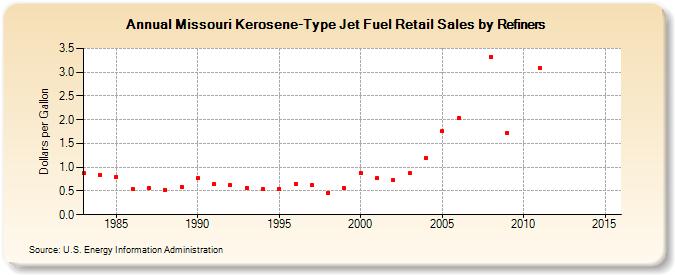 Annual Missouri Kerosene-Type Jet Fuel Retail Sales by Refiners
Dollars per Gallon
3.5
3.0
2.5
2.0
1.5
1.0
0.5
0.0
1985 1990 1995 2000 2005 2010 2015
Source: U.S. Energy Information Administration